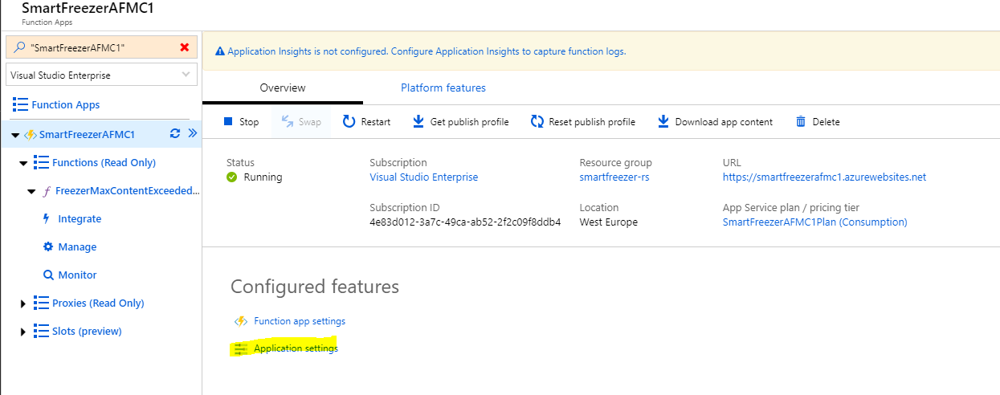 SmartFreezerAFMC1
Function Apps
"SmartFreezerAFMC1"
Visual Studio Enterprise
Function Apps
SmartFreezerAFMC1
Functions (Read Only)
FreezerMaxContentExceeded...
Integrate
Manage
Monitor
Proxies (Read Only)
Slots (preview)
Application Insights is not configured. Configure Application Insights to capture function logs.
Overview Platform features
Stop Swap Restart Get publish profile Reset publish profile Download app content Delete
Status Subscription Resource group URL
Running Visual Studio Enterprise smartfreezer-rs https://smartfreezerafmc1.azurewebsites.net
Subscription ID Location App Service plan / pricing tier
4e83d012-3a7c-49ca-ab52-2f2c09f8ddb4 West Europe SmartFreezerAFMC1Plan (Consumption)
Configured features
Function app settings
Application settings